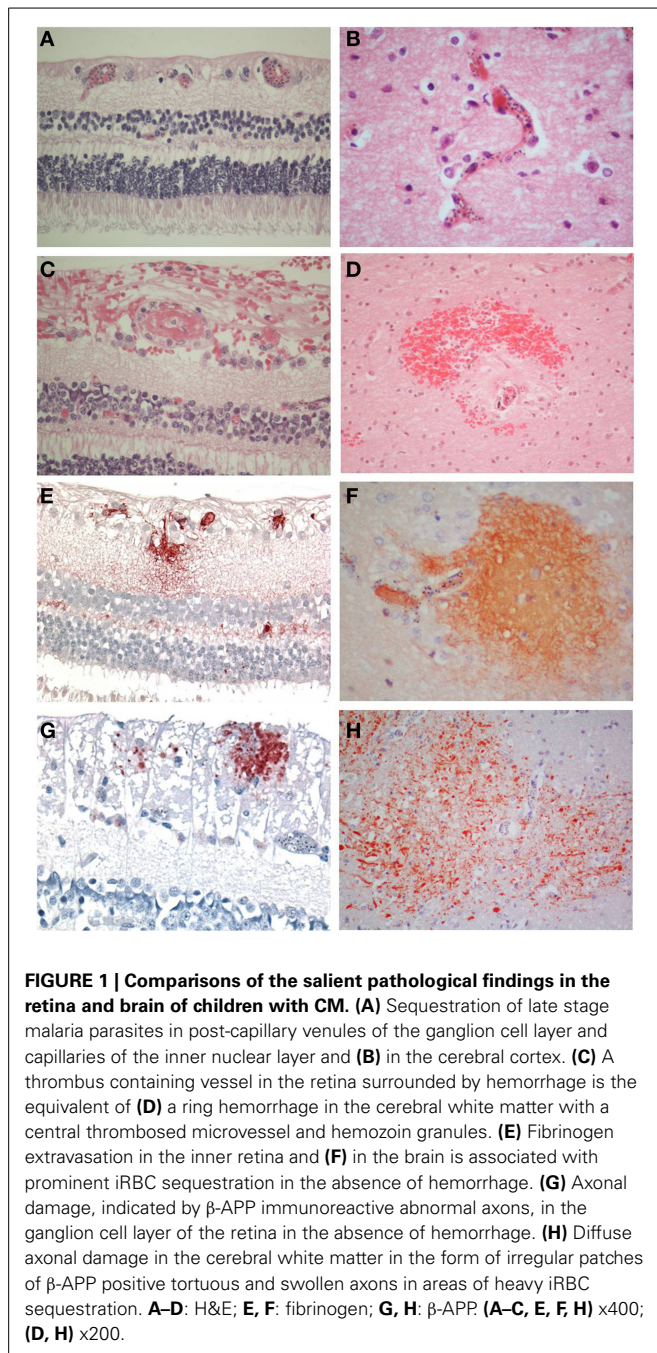 A
B
C
D
E
F
G
H
FIGURE 1 | Comparisons of the salient pathological findings in the
retina and brain of children with CM. (A) Sequestration of late stage
malaria parasites in post-capillary venules of the ganglion cell layer and
capillaries of the inner nuclear layer and (B) in the cerebral cortex. (C) A
thrombus containing vessel in the retina surrounded by hemorrhage is the
equivalent of (D) a ring hemorrhage in the cerebral white matter with a
central thrombosed microvessel and hemozoin granules. (E) Fibrinogen
extravasation in the inner retina and (F) in the brain is associated with
prominent iRBC sequestration in the absence of hemorrhage. (G) Axonal
damage, indicated by β-APP immunoreactive abnormal axons, in the
ganglion cell layer of the retina in the absence of hemorrhage. (H) Diffuse
axonal damage in the cerebral white matter in the form of irregular patches
of β-APP positive tortuous and swollen axons in areas of heavy iRBC
sequestration. A–D: H&E; E, F: fibrinogen; G, H: β-APP. (A–C, E, F, H) x400;
(D, H) x200.